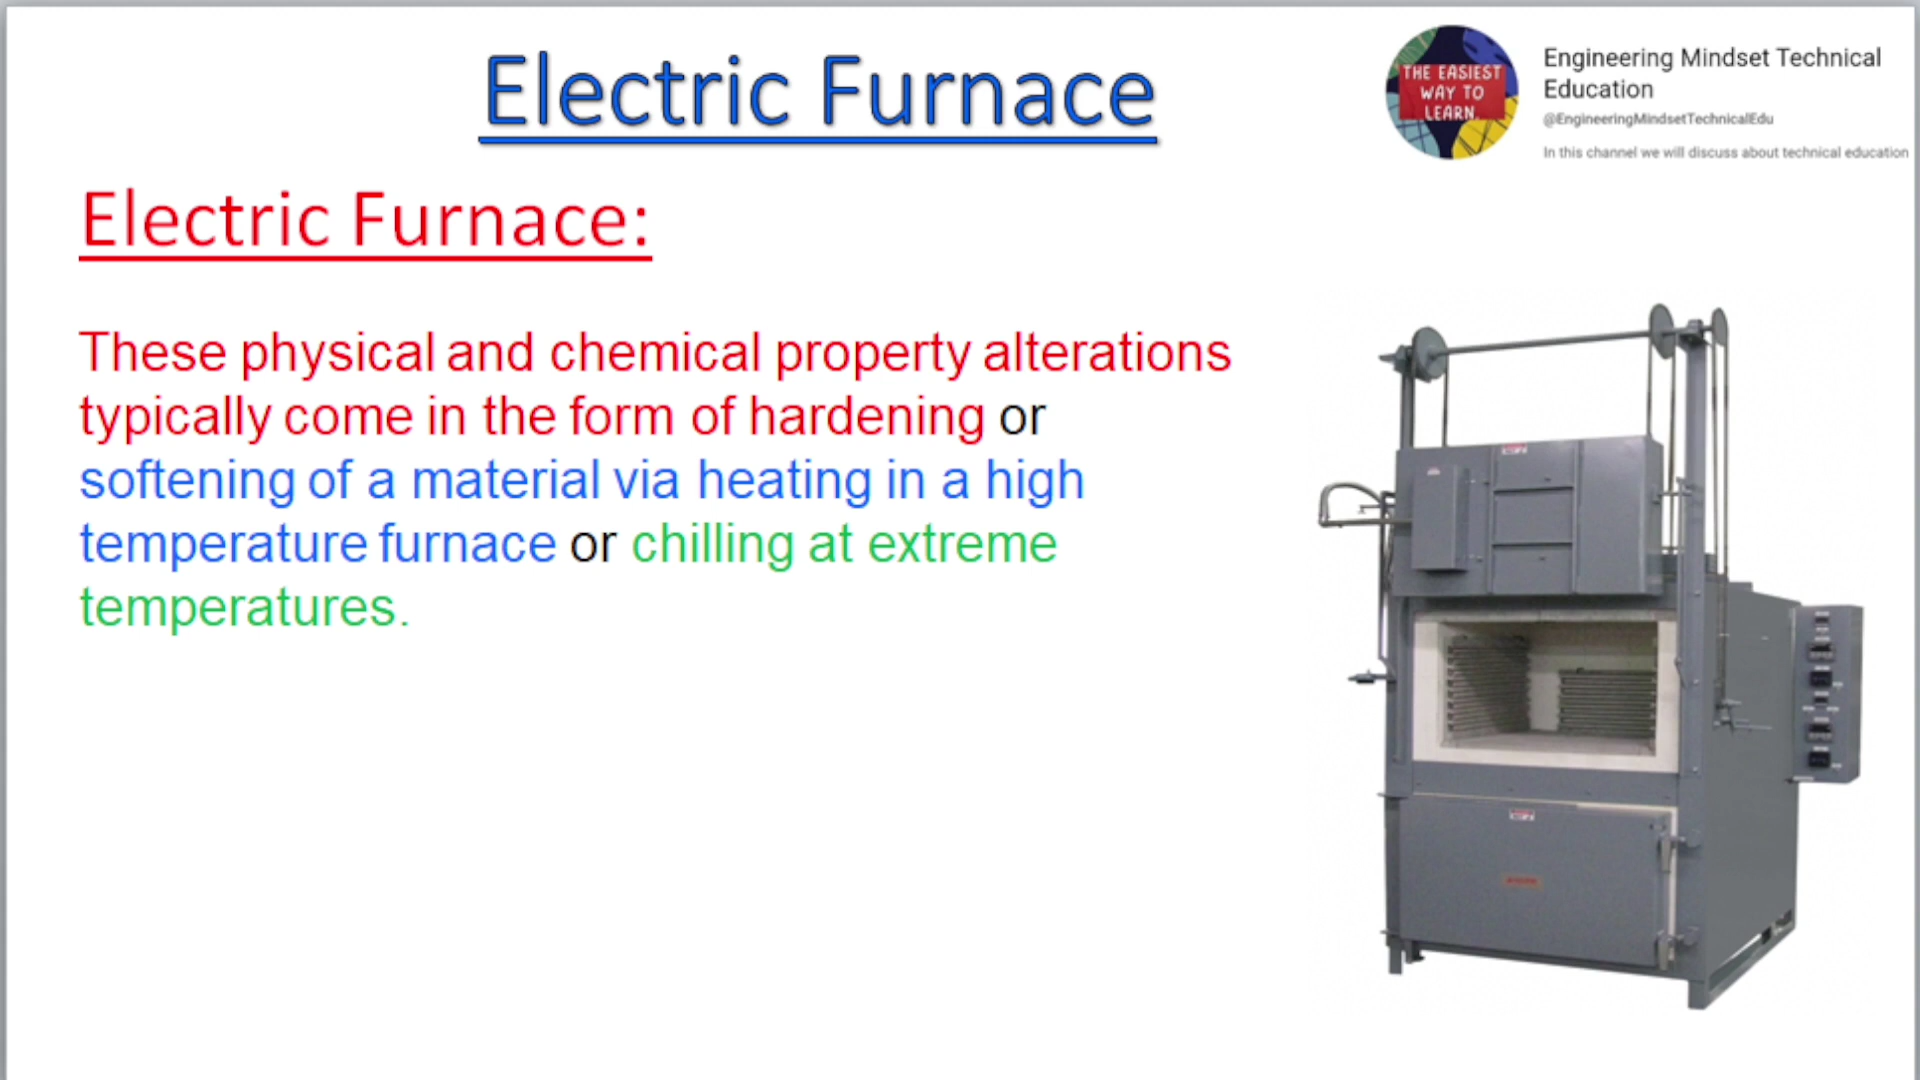 Electric Furnace
THE EASIEST
WAY TO
LEARN.
Engineering Mindset Technical
Education
@EngineeringMindsetTechnicalEdu
In this channel we will discuss about technical education
Electric Furnace:
These physical and chemical property alterations
typically come in the form of hardening or
softening of a material via heating in a high
temperature furnace or chilling at extreme
temperatures.